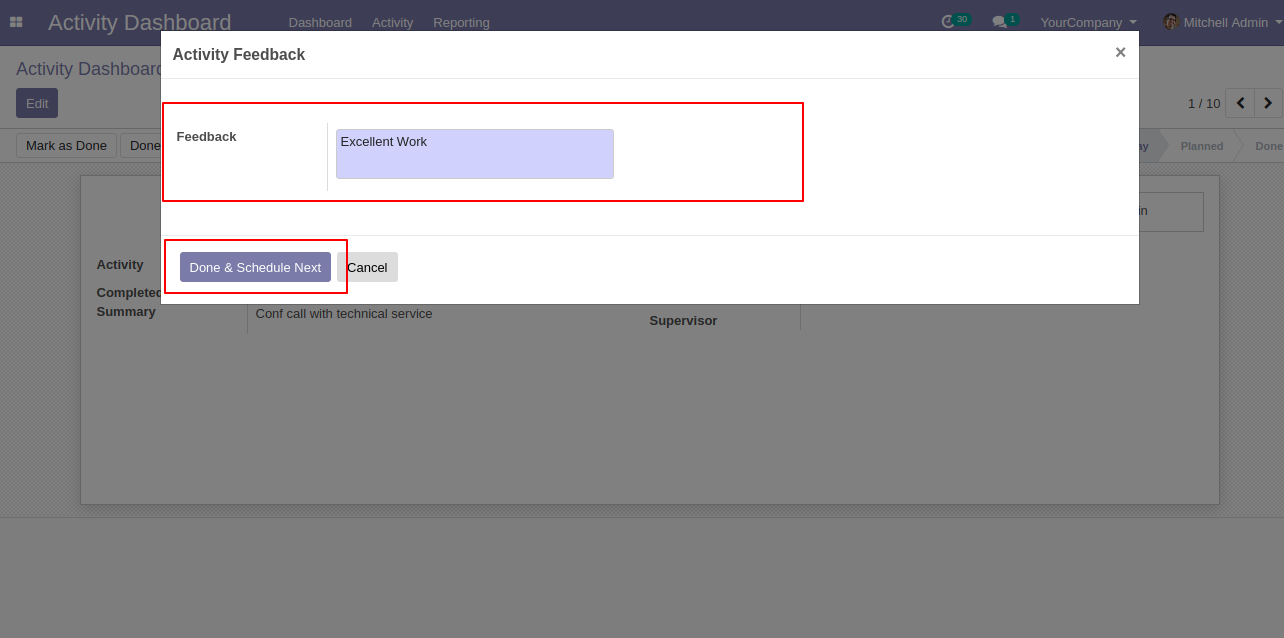 Activity Dashboard Dashboard Activity Reporting 30 1 YourCompany Mitchell Admin
Activity Feedback ×
Activity Dashboard
Edit 1 / 10
Feedback Excellent Work
Mark as Done Done Planned Done
Done & Schedule Next Cancel
Activity
Completed
Summary Conf call with technical service
Supervisor